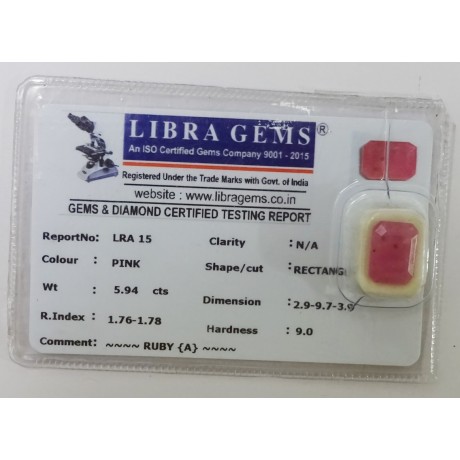 LIBRA GEMS®
An ISO Certified Gems Company 9001 - 2015
Registered Under the Trade Marks with Govt. of India
website : www.libragems.co.in
GEMS & DIAMOND CERTIFIED TESTING REPORT
ReportNo: LRA 15 Clarity : N/A
Colour : PINK Shape/cut : RECTANG
Wt : 5.94 cts Dimension : 2.9-9.7-3.9
R.Index : 1.76-1.78 Hardness : 9.0
Comment: ~~~~ RUBY {A} ~~~~